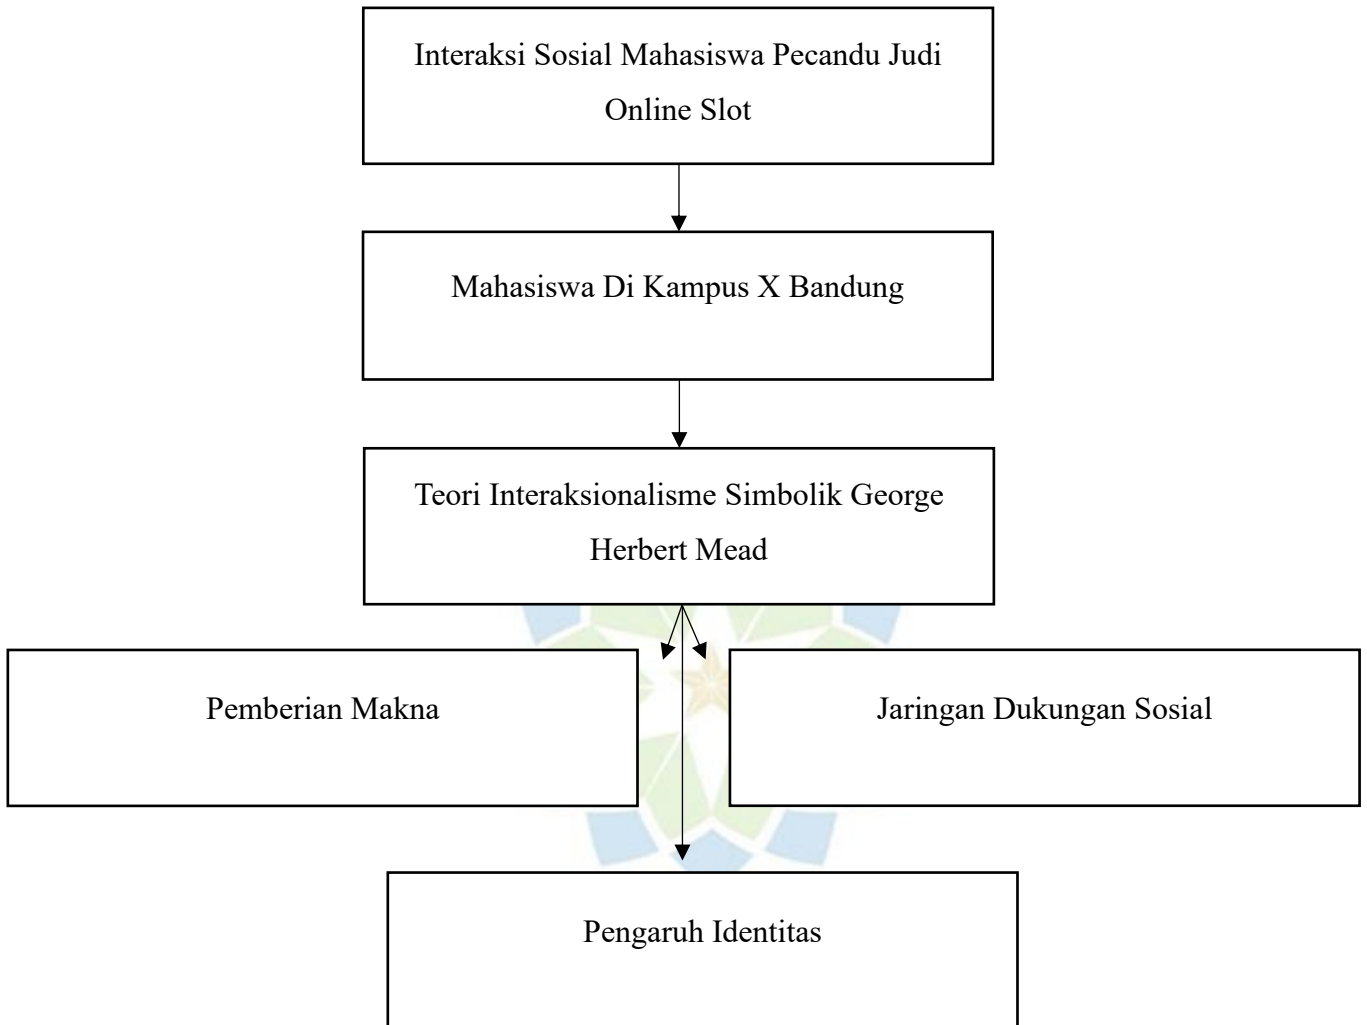 Interaksi Sosial Mahasiswa Pecandu Judi
Online Slot
Mahasiswa Di Kampus X Bandung
Teori Interaksionalisme Simbolik George
Herbert Mead
Pemberian Makna
Jaringan Dukungan Sosial
Pengaruh Identitas